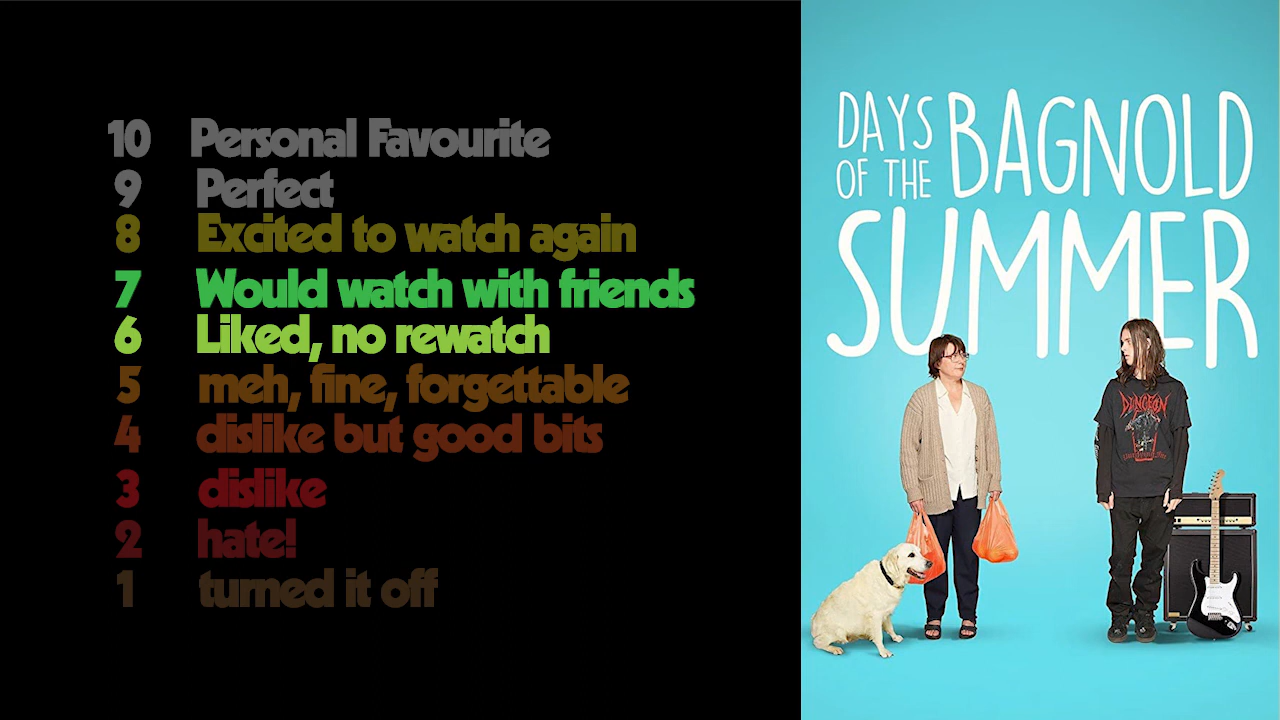 10 Personal Favourite
9 Perfect
8 Excited to watch again
7 Would watch with friends
6 Liked, no rewatch
5 meh, fine, forgettable
4 dislike but good bits
3 dislike
2 hate!
1 turned it off
DAYS
OF THE
BAGNOLD
SUMMER